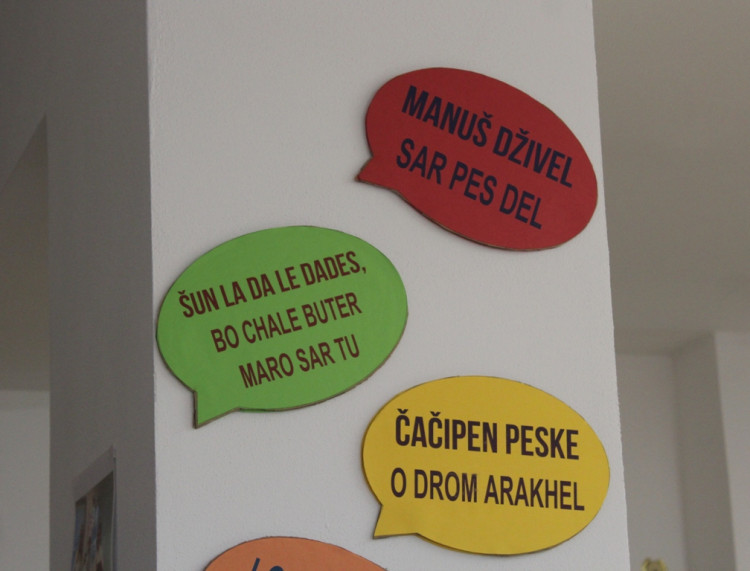 MANUŠ DŽIVEL
SAR PES DEL
ŠUN LA DA LE DADES,
BO CHALE BUTER
MARO SAR TU
ČAČIPEN PESKE
O DROM ARAKHEL